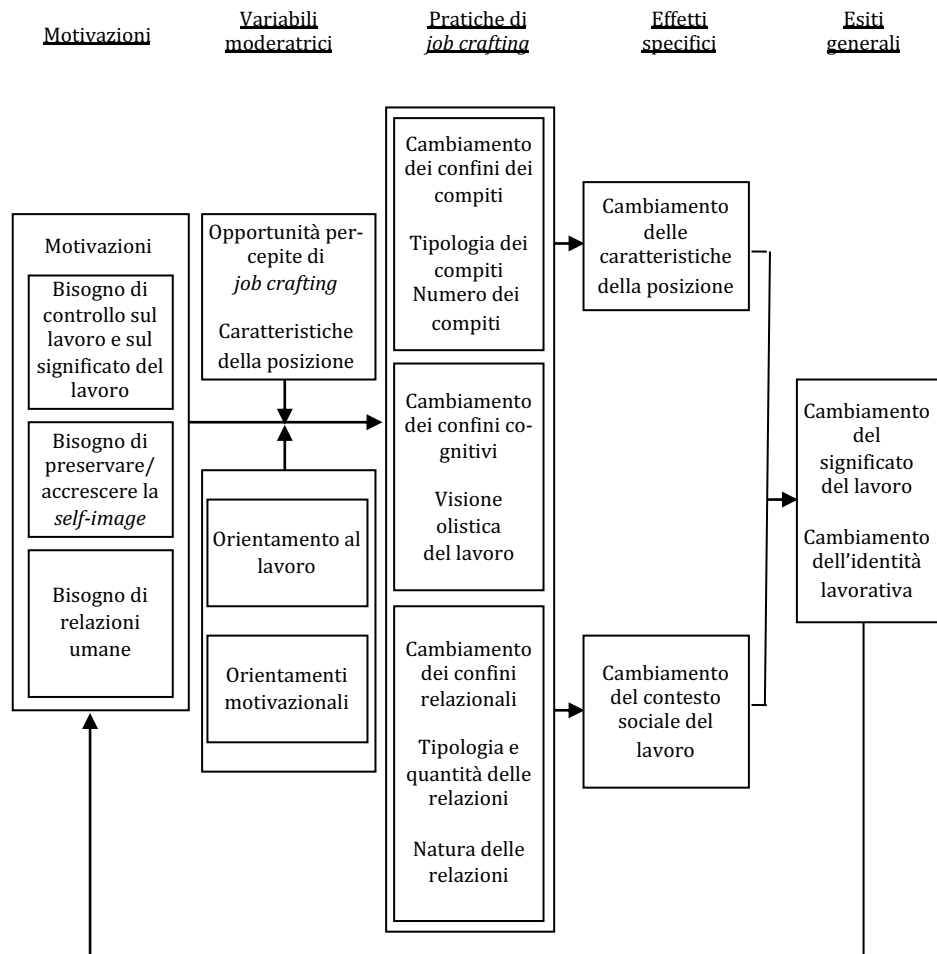 Motivazioni
Variabili
moderatrici
Pratiche di
job crafting
Effetti
specifici
Esiti
generali
Motivazioni
Bisogno di
controllo sul
lavoro e sul
significato del
lavoro
Bisogno di
preservare/
accrescere la
self-image
Bisogno di
relazioni
umane
Opportunità per-
cepite di
job crafting
Caratteristiche
della posizione
Orientamento al
lavoro
Orientamenti
motivazionali
Cambiamento
dei confini dei
compiti
Tipologia dei
compiti
Numero dei
compiti
Cambiamento
dei confini co-
gnitivi
Visione
olistica
del lavoro
Cambiamento
dei confini
relazionali
Tipologia e
quantità delle
relazioni
Natura delle
relazioni
Cambiamento
delle
caratteristiche
della posizione
Cambiamento
del contesto
sociale del
lavoro
Cambiamento
del
significato
del lavoro
Cambiamento
dell'identità
lavorativa